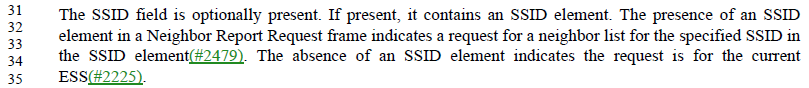 31 The SSID field is optionally present. If present, it contains an SSID element. The presence of an SSID
32 element in a Neighbor Report Request frame indicates a request for a neighbor list for the specified SSID in
33 the SSID element(#2479). The absence of an SSID element indicates the request is for the current
34 ESS(#2225).
35